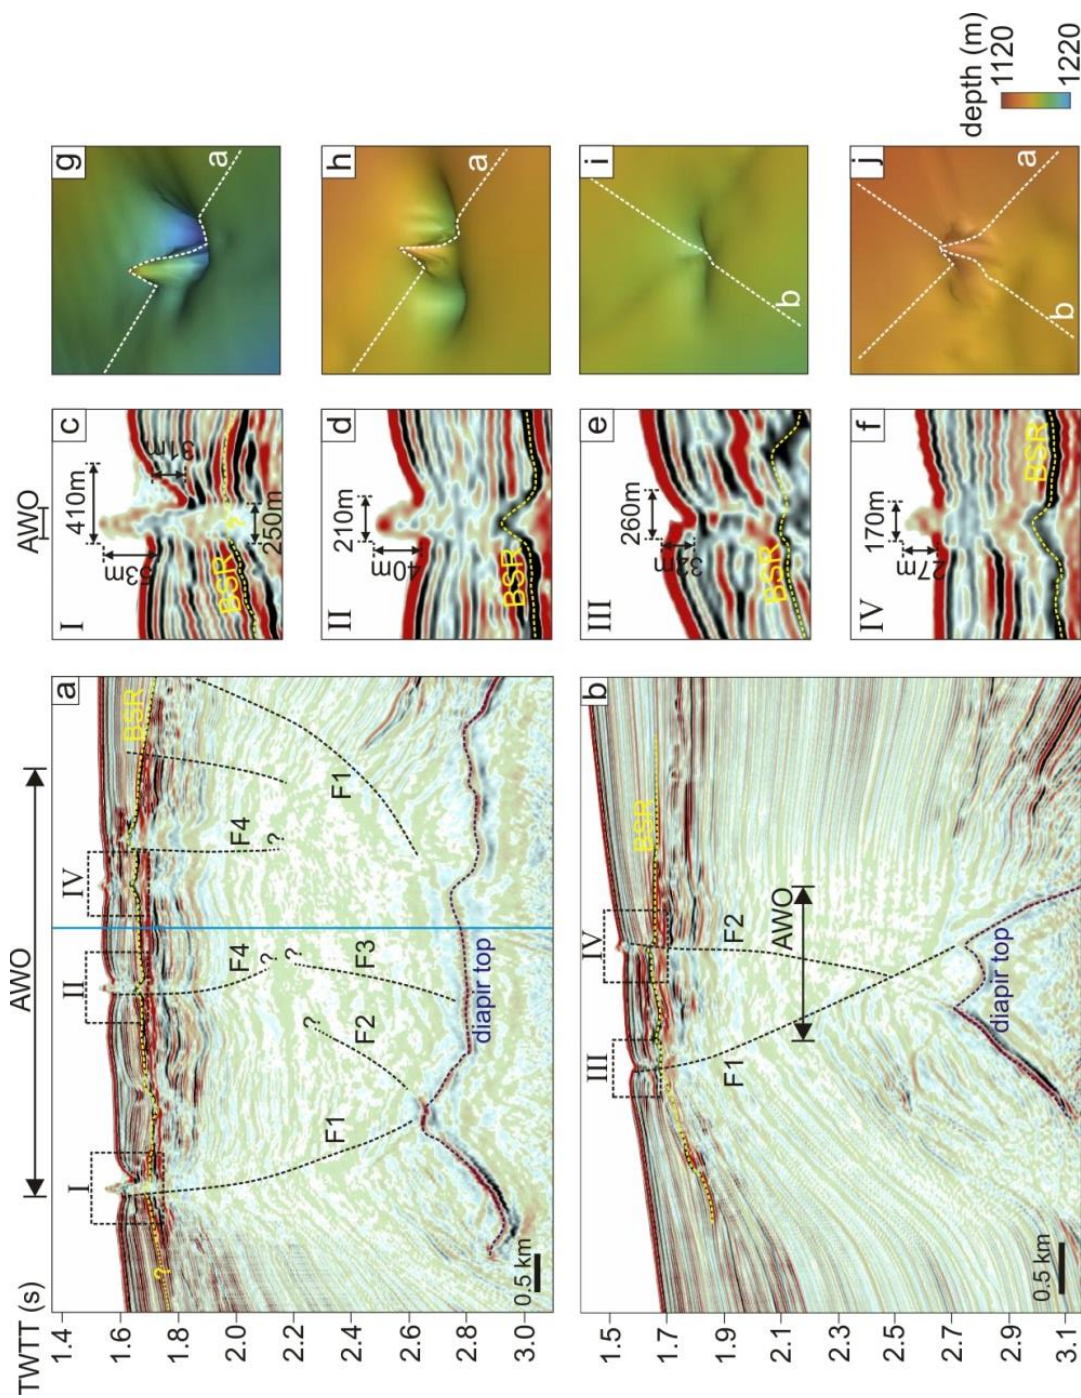 TWTT (s)
1.4
1.6
1.8
2.0
2.2
2.4
2.6
2.8
3.0
AWO
a
I
II
IV
BSR
?
F1
F2
?
F3
?
F4
?
F4
?
F1
diapir top
0.5 km
1.5
1.7
1.9
2.1
2.3
2.5
2.7
2.9
3.1
b
III
IV
BSR
F1
F2
AWO
diapir top
0.5 km
AWO
I
c
410m
53m
31m
BSR
?
250m
II
d
210m
40m
BSR
III
e
260m
32m
BSR
IV
f
170m
27m
BSR
g
a
h
a
i
b
j
a
b
depth (m)
1120
1220